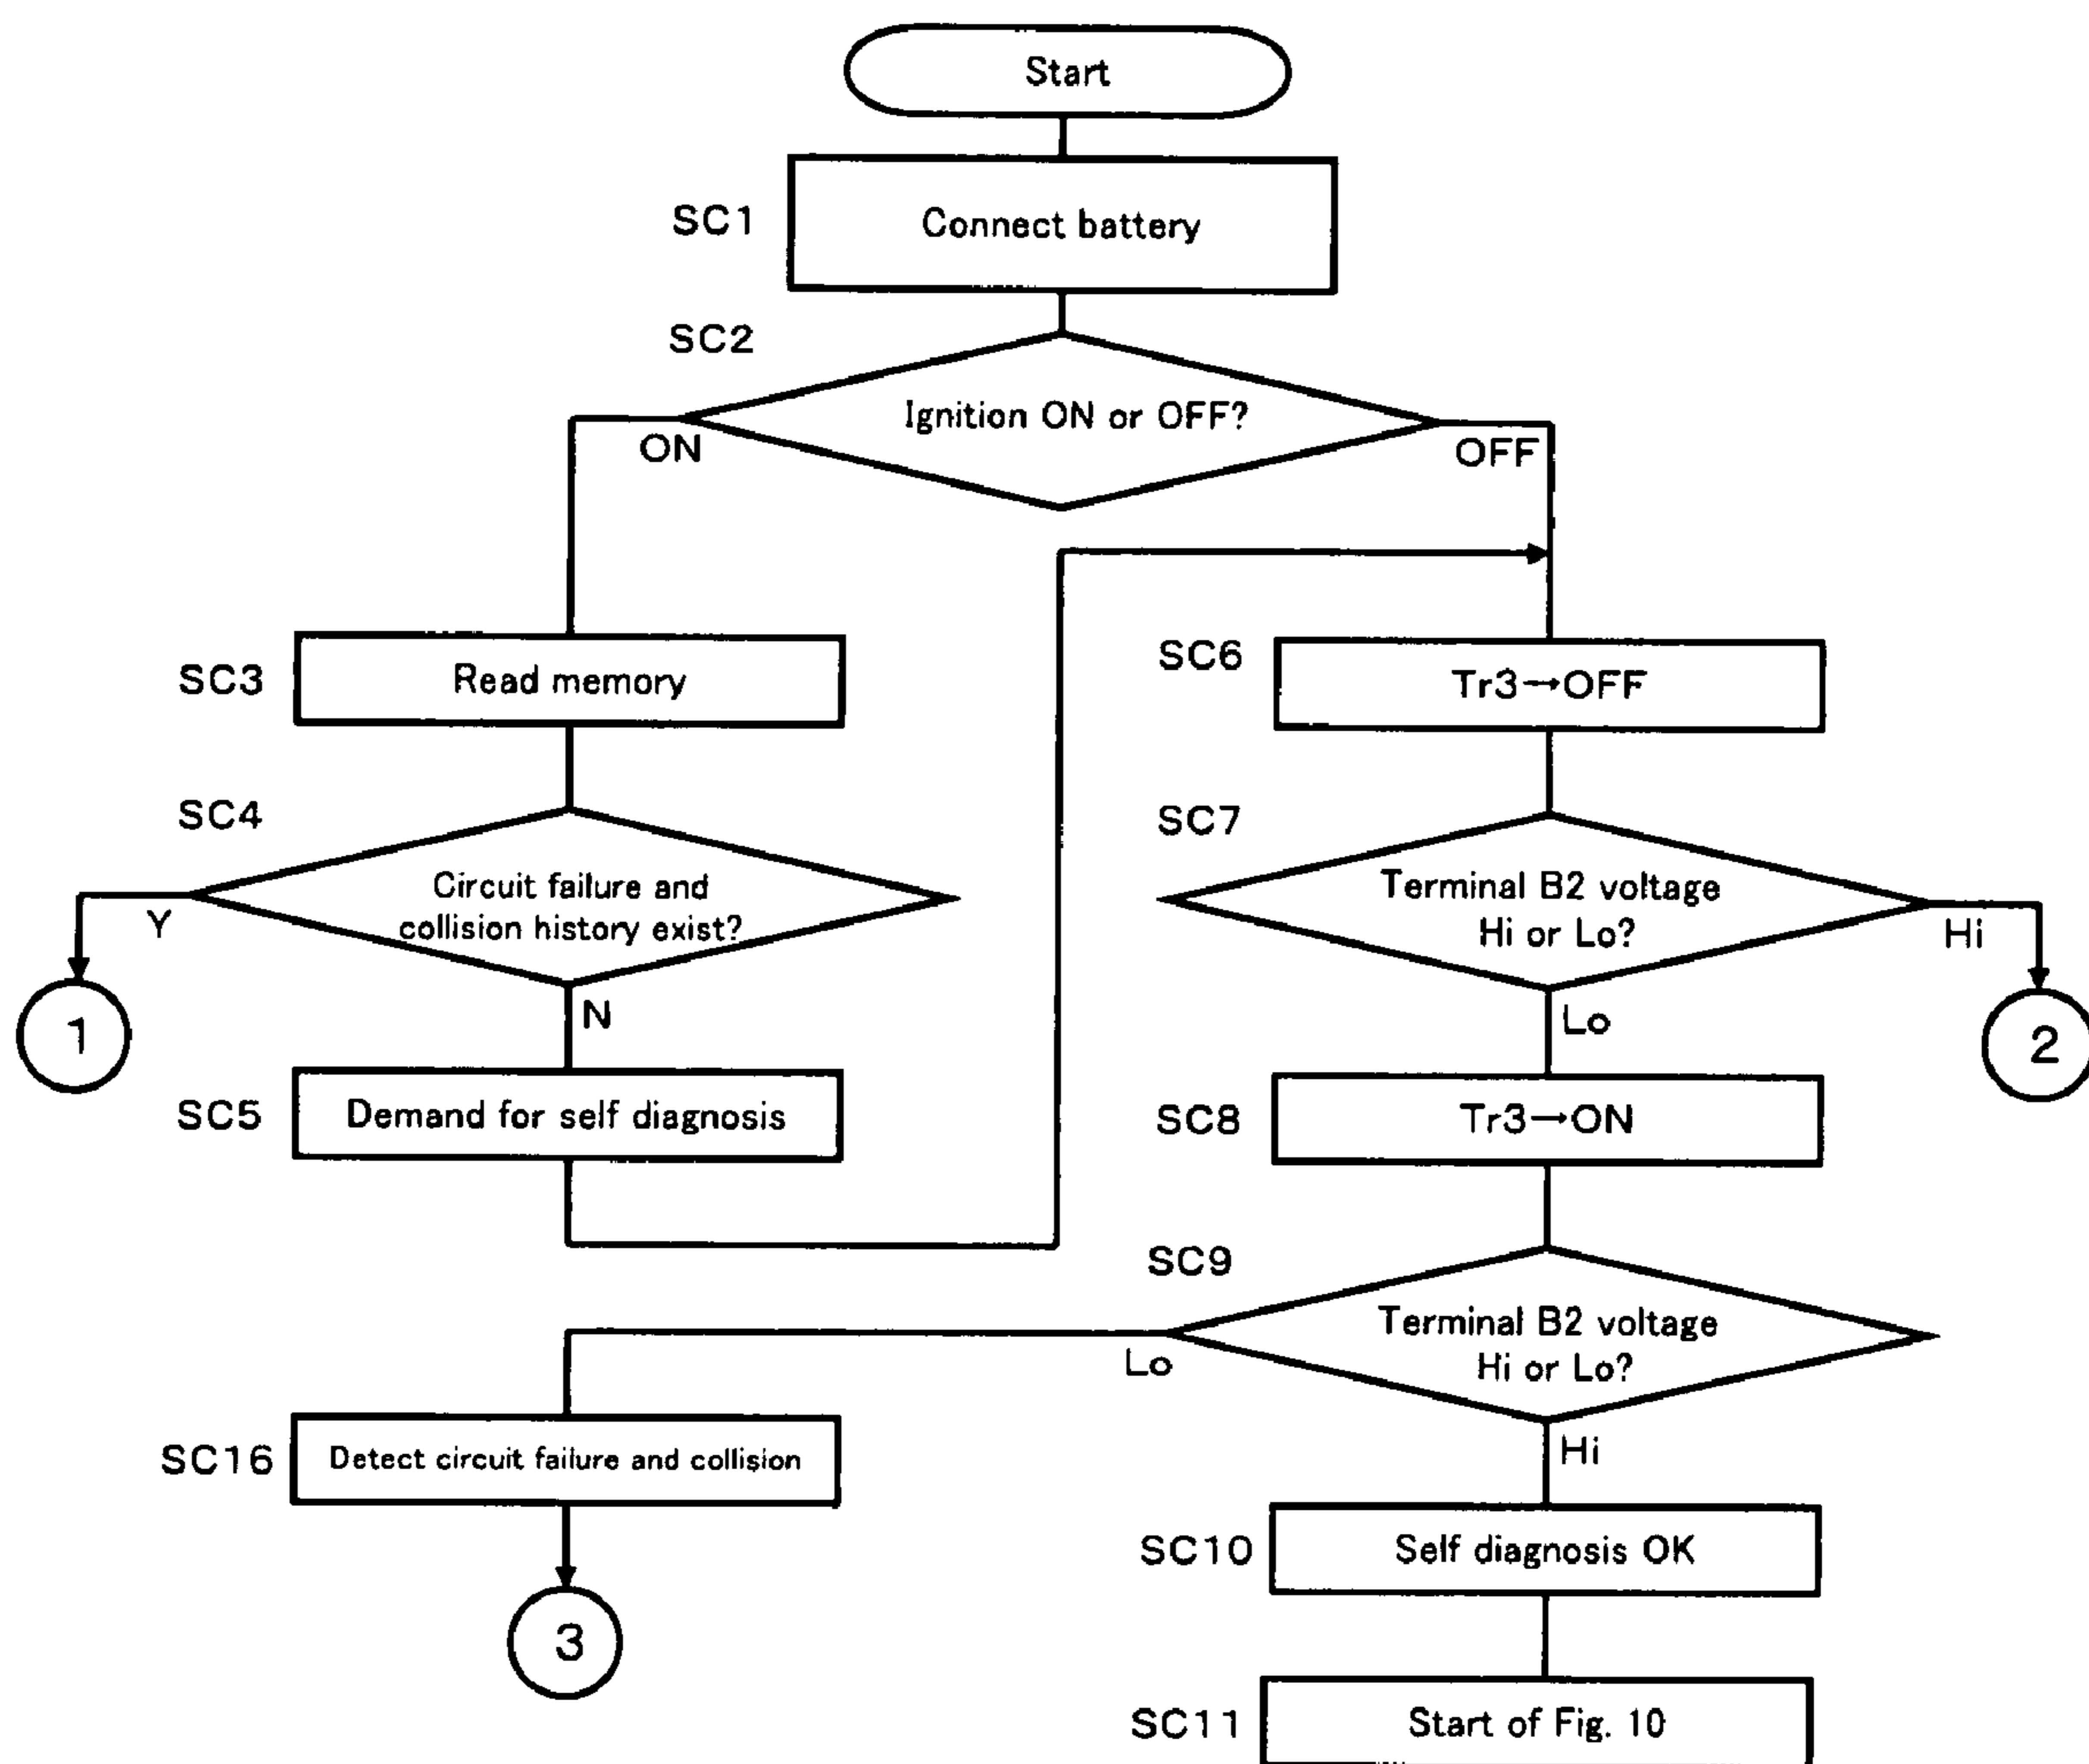 Start
SC1
Connect battery
SC2
Ignition ON or OFF?
ON
OFF
SC3
Read memory
SC4
Circuit failure and
collision history exist?
Y
N
1
SC5
Demand for self diagnosis
SC6
Tr3→OFF
SC7
Terminal B2 voltage
Hi or Lo?
Hi
Lo
2
SC8
Tr3→ON
SC9
Terminal B2 voltage
Hi or Lo?
Lo
Hi
SC16
Detect circuit failure and collision
3
SC10
Self diagnosis OK
SC11
Start of Fig. 10